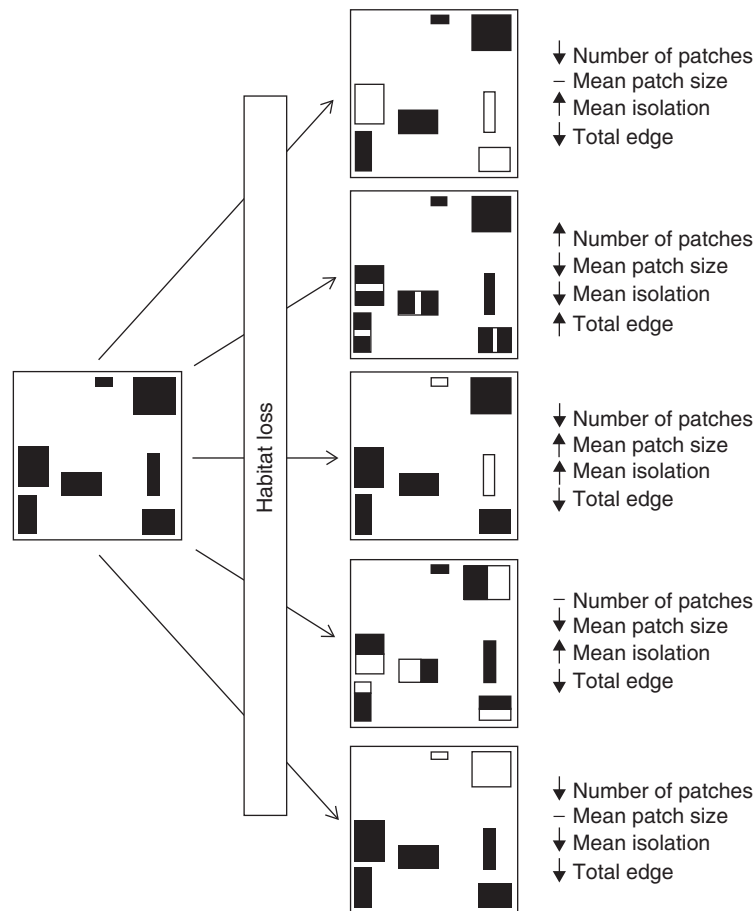 ↓ Number of patches
– Mean patch size
↑ Mean isolation
↓ Total edge
↑ Number of patches
↓ Mean patch size
↓ Mean isolation
↑ Total edge
Habitat loss
↓ Number of patches
↑ Mean patch size
↑ Mean isolation
↓ Total edge
– Number of patches
↓ Mean patch size
↑ Mean isolation
↓ Total edge
↓ Number of patches
– Mean patch size
↓ Mean isolation
↓ Total edge